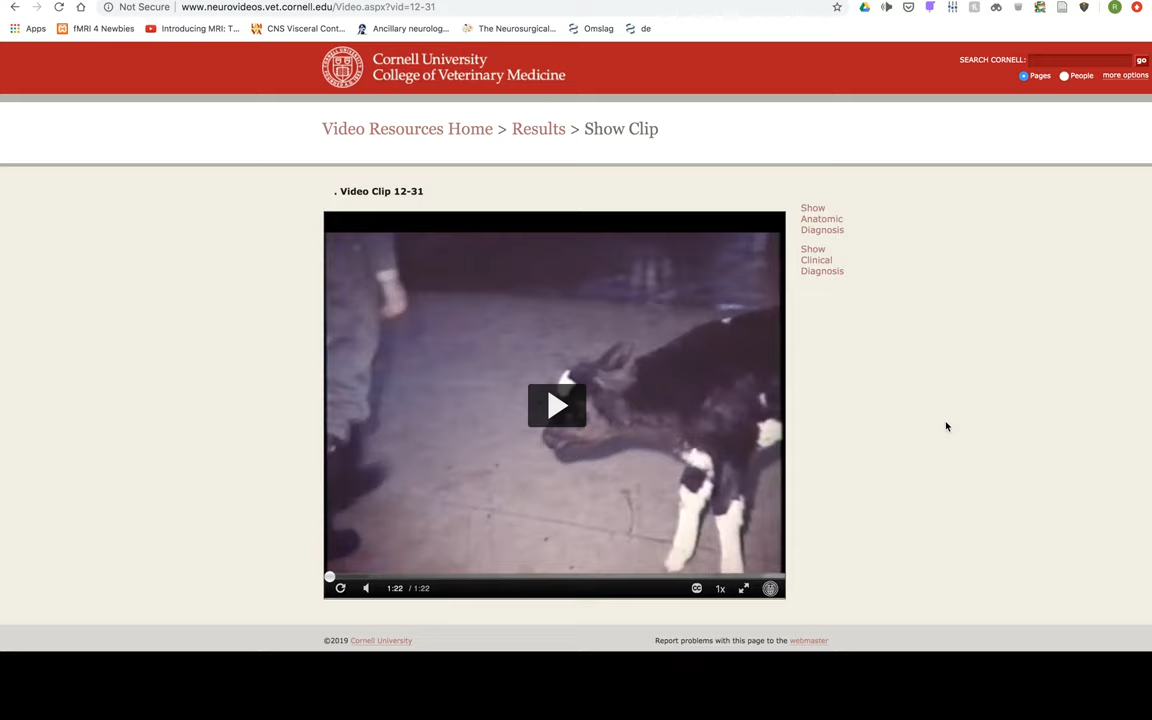 Not Secure | www.neurovideos.vet.cornell.edu/Video.aspx?vid=12-31
Apps fMRI 4 Newbies Introducing MRI: T... CNS Visceral Cont... Ancillary neurolog... The Neurosurgical... Omslag de
Cornell University
College of Veterinary Medicine
SEARCH CORNELL: go
Pages People more options
Video Resources Home > Results > Show Clip
. Video Clip 12-31
Show
Anatomic
Diagnosis
Show
Clinical
Diagnosis
1:22 / 1:22
CC 1x
©2019 Cornell University
Report problems with this page to the webmaster